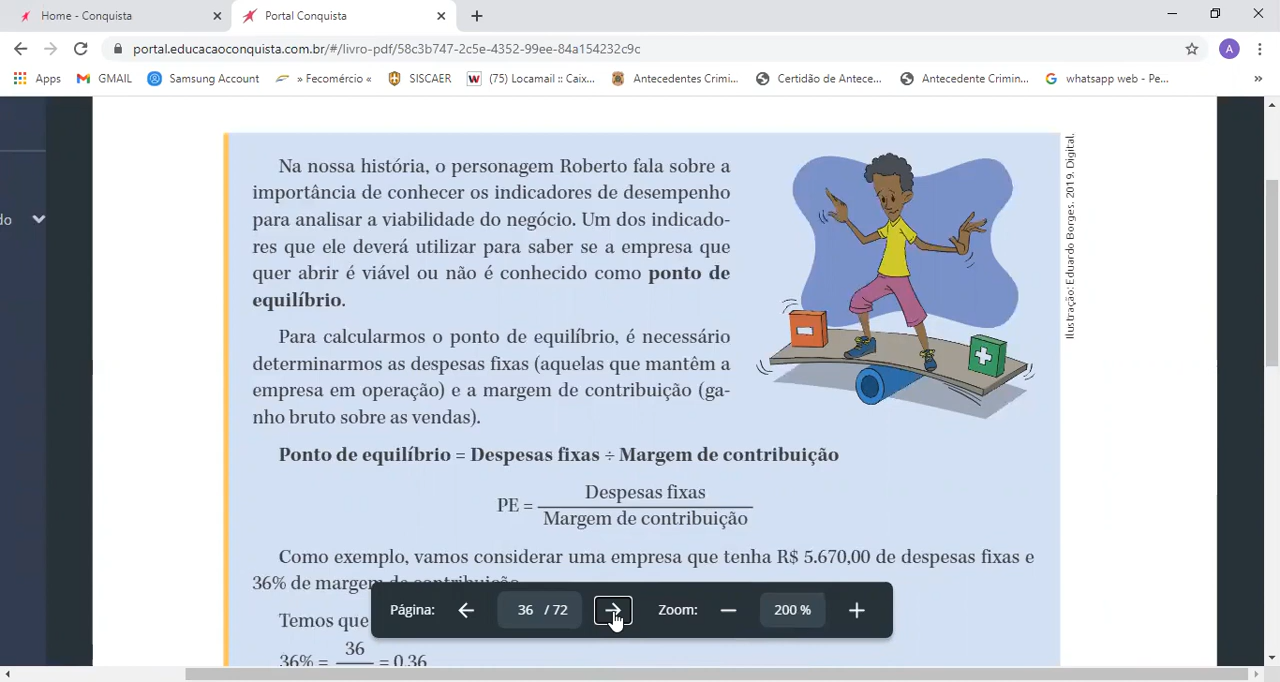 Home - Conquista
Portal Conquista
portal.educacaoconquista.com.br/#/livro-pdf/58c3b747-2c5e-4352-99ee-84a154232c9c
A
Apps
GMAIL
Samsung Account
» Fecomércio «
SISCAER
W (75) Locamail :: Caix...
Antecedentes Crimi...
Certidão de Antece...
Antecedente Crimin...
G whatsapp web - Pe...
»
do
Na nossa história, o personagem Roberto fala sobre a
importância de conhecer os indicadores de desempenho
para analisar a viabilidade do negócio. Um dos indicado-
res que ele deverá utilizar para saber se a empresa que
quer abrir é viável ou não é conhecido como ponto de
equilíbrio.
Para calcularmos o ponto de equilíbrio, é necessário
determinarmos as despesas fixas (aquelas que mantêm a
empresa em operação) e a margem de contribuição (ga-
nho bruto sobre as vendas).
Ilustração: Eduardo Borges. 2019. Digital.
Ponto de equilíbrio = Despesas fixas ÷ Margem de contribuição
PE = Despesas fixas
Margem de contribuição
Como exemplo, vamos considerar uma empresa que tenha R$ 5.670,00 de despesas fixas e
36% de margem de contribuição
Temos que
36
36% = = 0,36
Página: 36 / 72 Zoom: 200 %